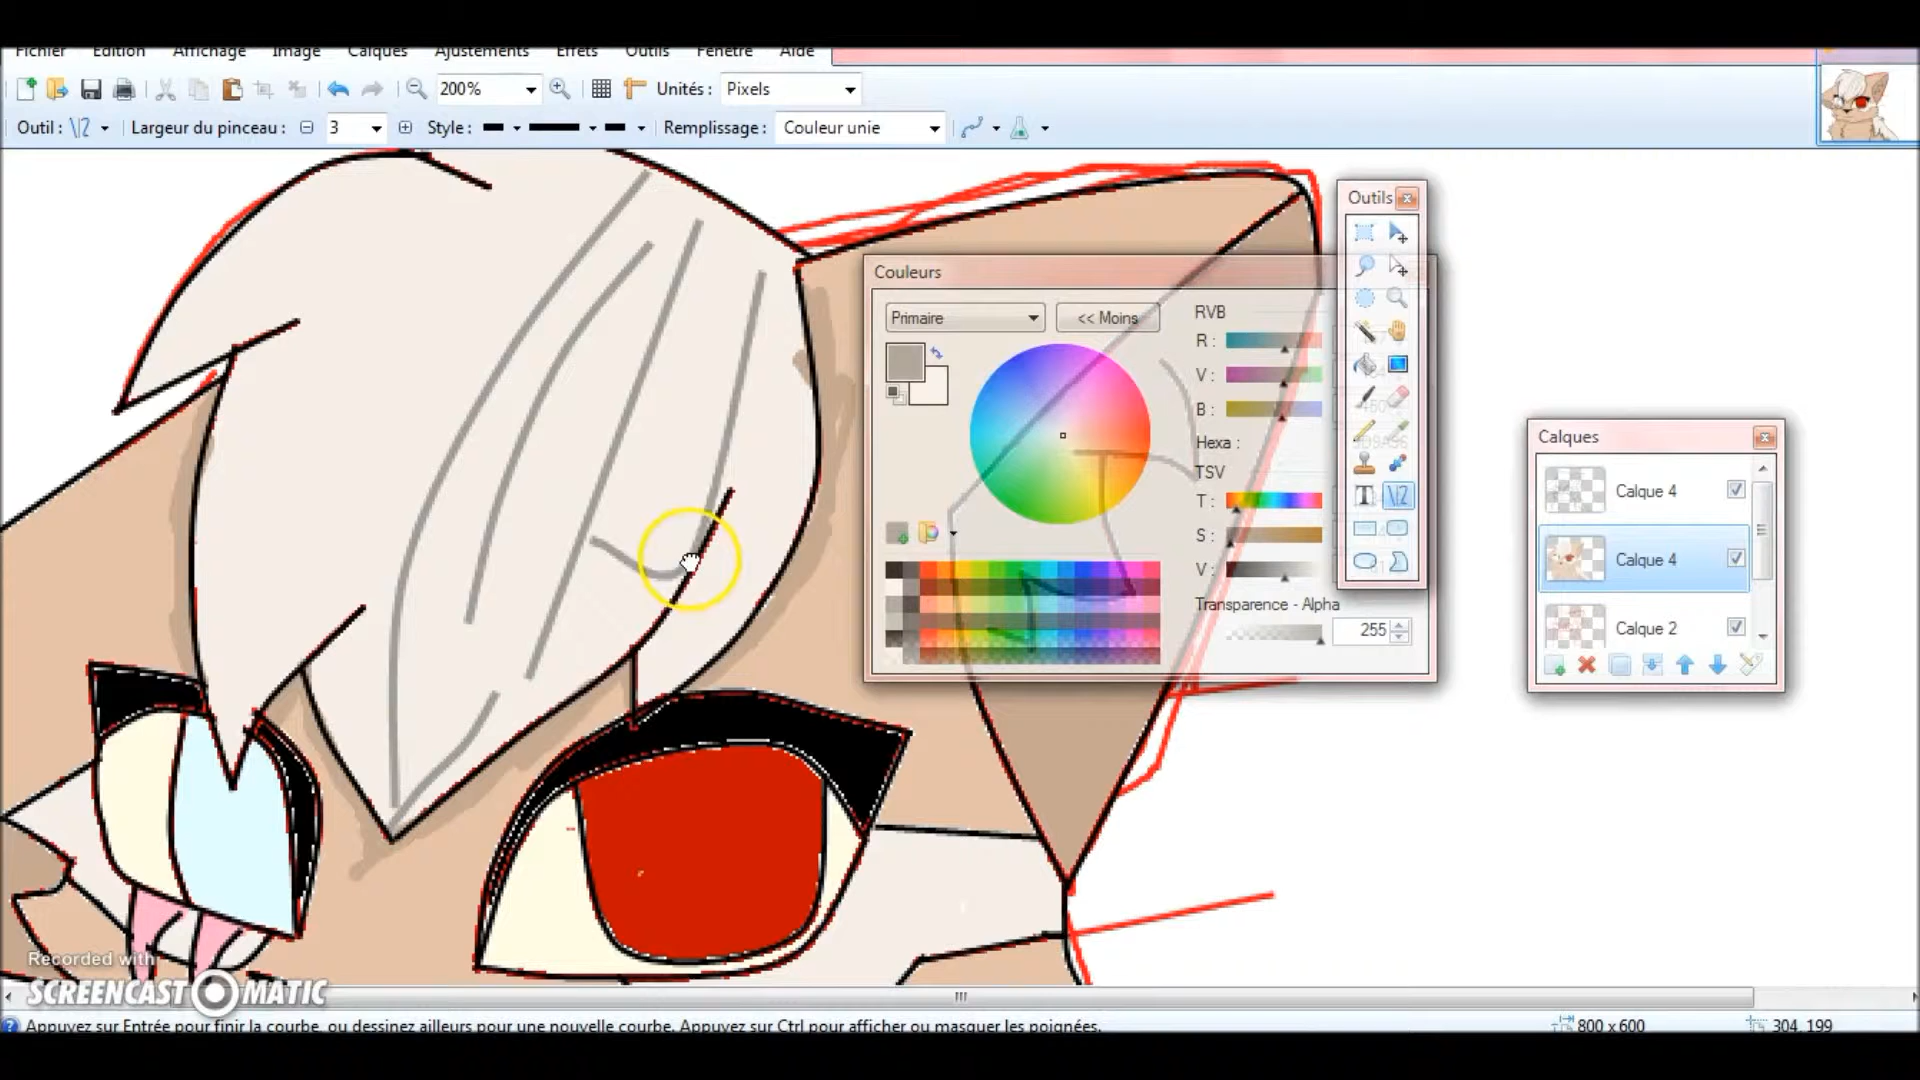 Fichier Edition Affichage Image Calques Ajustements Effets Outils Fenêtre Aide
200% Unités : Pixels
Outil : Largeur du pinceau : 3 Style : Remplissage : Couleur unie
Outils
Couleurs
Primaire << Moins RVB
R :
V :
B :
Hexa :
TSV
T :
S :
V :
Transparence - Alpha
255
Calques
Calque 4
Calque 4
Calque 2
Recorded with
SCREENCAST O MATIC
Appuyez sur Entrée pour finir la courbe, ou dessinez ailleurs pour une nouvelle courbe. Appuyez sur Ctrl pour afficher ou masquer les poignées. 800 x 600 304, 199